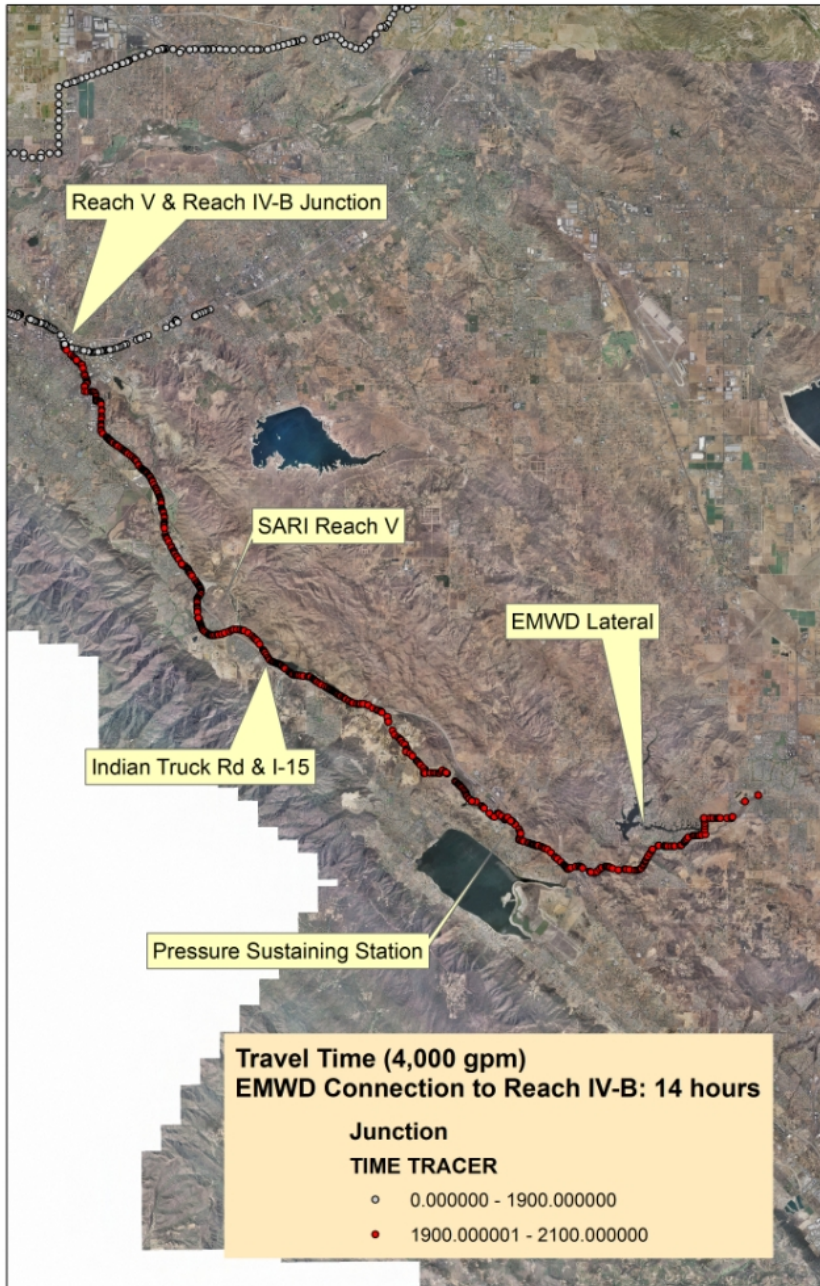 Reach V & Reach IV-B Junction
SARI Reach V
EMWD Lateral
Indian Truck Rd & I-15
Pressure Sustaining Station
Travel Time (4,000 gpm)
EMWD Connection to Reach IV-B: 14 hours
Junction
TIME TRACER
0.000000 - 1900.000000
1900.000001 - 2100.000000